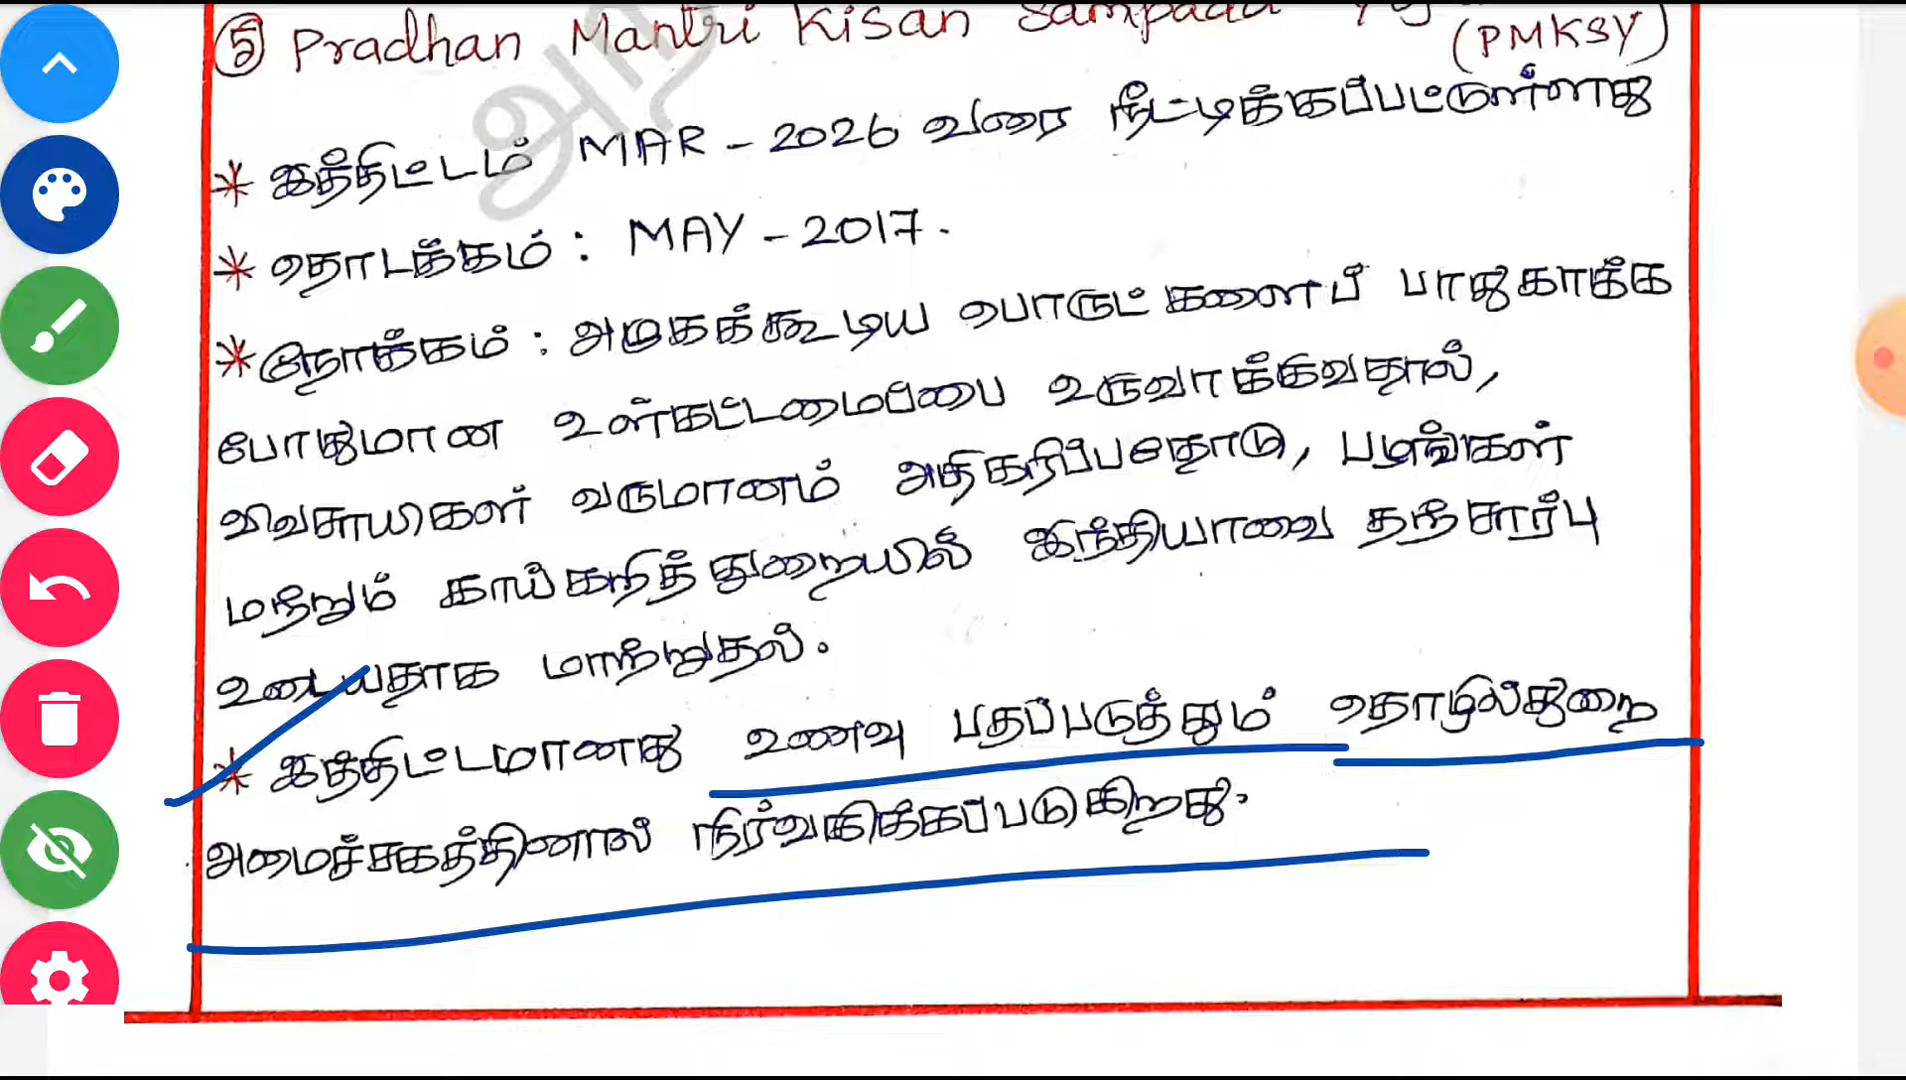 ⑤ Pradhan Mantri Kisan Sampada
(PMKSY)
* இத்திட்டம் MAR - 2026 வரை நீட்டிக்கப்பட்டுள்ளது
* தொடக்கம் : MAY - 2017.
* நோக்கம் : அழுகக்கூடிய பொருட்களைப் பாதுகாக்க
போதுமான உள்கட்டமைப்பை உருவாக்குவதால்,
விவசாயிகள் வருமானம் அதிகரிப்பதோடு, பழங்கள்
மற்றும் காய்கறித்துறையில் இந்தியாவை தற்சார்பு
உடையதாக மாற்றுதல்.
* இத்திட்டமானது உணவு பதப்படுத்தும் தொழில்துறை
அமைச்சகத்தினால் நிர்வகிக்கப்படுகிறது.